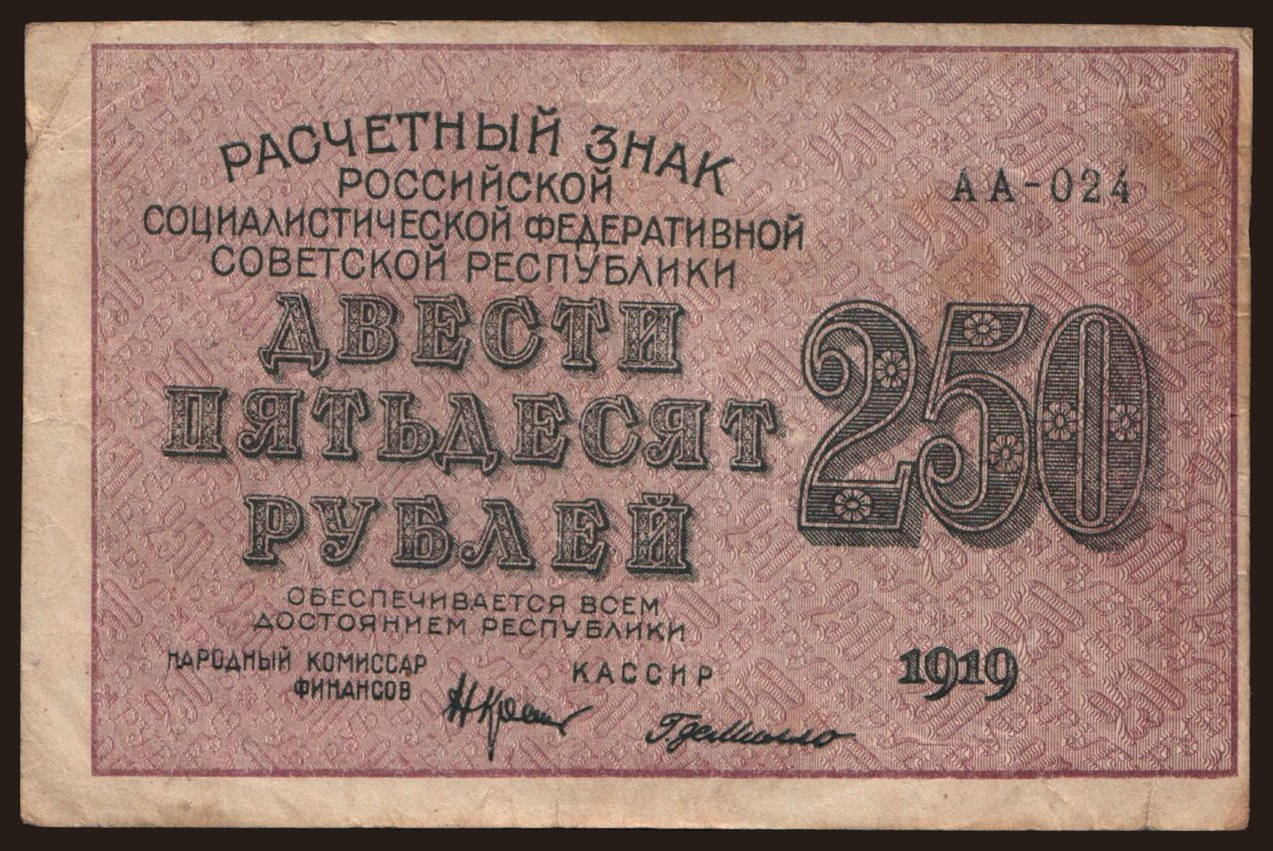 РАСЧЕТНЫЙ ЗНАК
РОССИЙСКОЙ
СОЦИАЛИСТИЧЕСКОЙ ФЕДЕРАТИВНОЙ
СОВЕТСКОЙ РЕСПУБЛИКИ
АА-024
ДВЕСТИ
ПЯТЬДЕСЯТ
РУБЛЕЙ
250
ОБЕСПЕЧИВАЕТСЯ ВСЕМ
ДОСТОЯНИЕМ РЕСПУБЛИКИ
НАРОДНЫЙ КОМИССАР
ФИНАНСОВ
КАССИР
1919
ГдеМилло